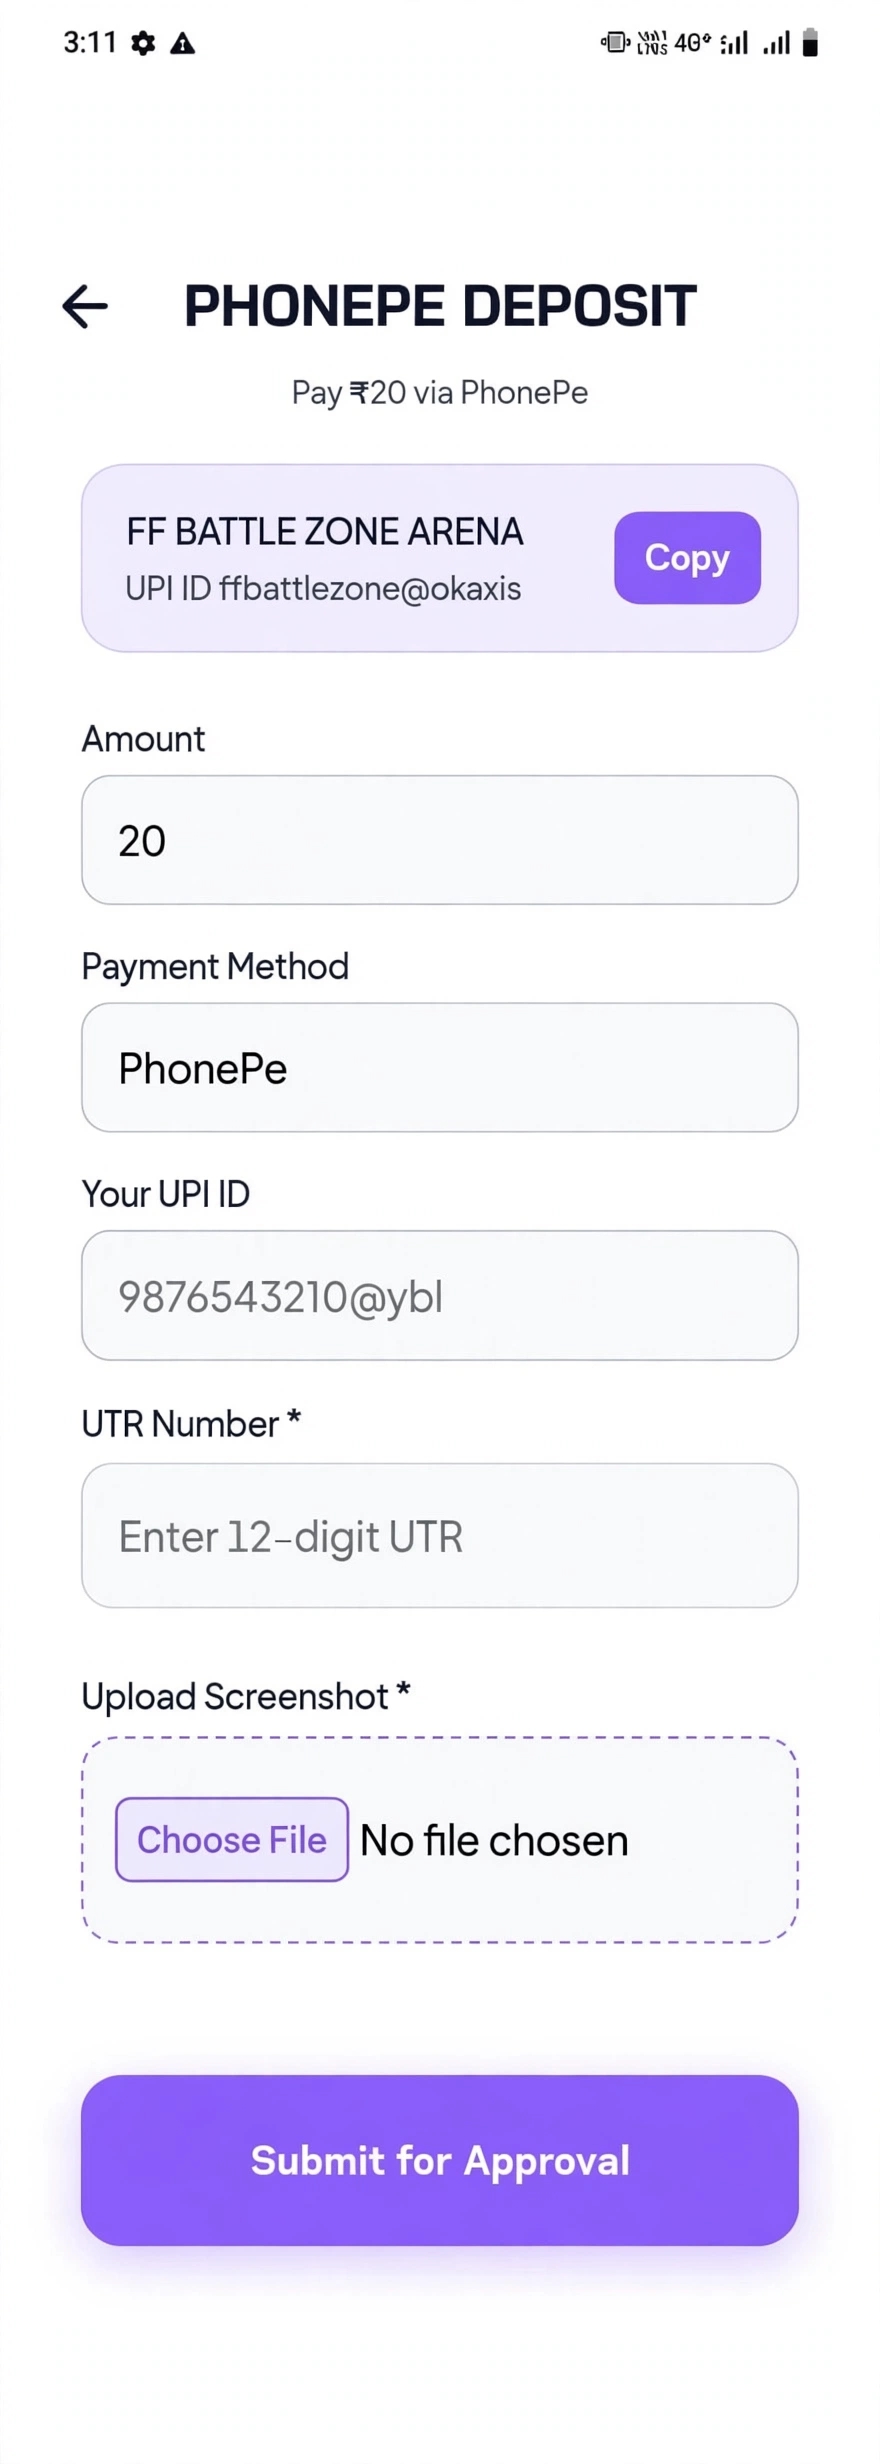 3:11
PHONEPE DEPOSIT
Pay ₹20 via PhonePe
FF BATTLE ZONE ARENA
UPI ID ffbattlezone@okaxis
Copy
Amount
20
Payment Method
PhonePe
Your UPI ID
9876543210@ybl
UTR Number *
Enter 12-digit UTR
Upload Screenshot *
Choose File No file chosen
Submit for Approval